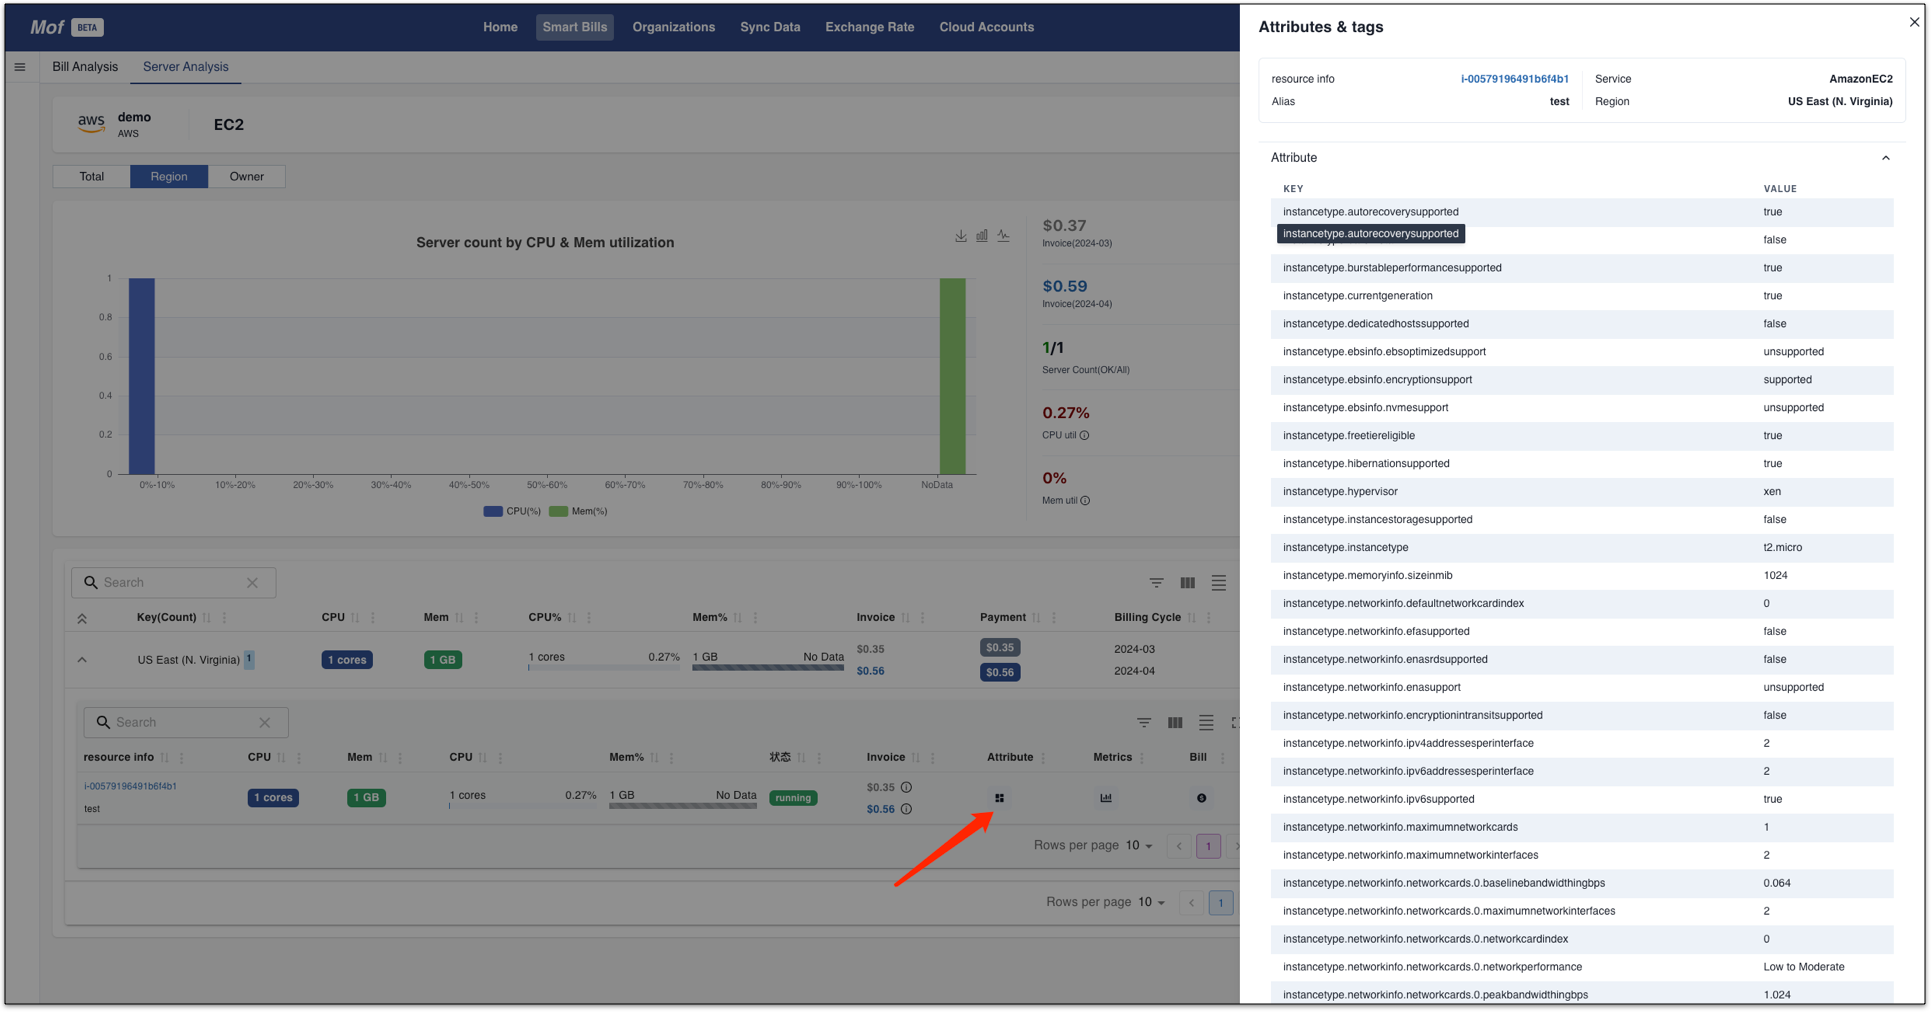 Mof BETA
Home Smart Bills Organizations Sync Data Exchange Rate Cloud Accounts
Bill Analysis Server Analysis
aws demo AWS EC2
Total Region Owner
Server count by CPU & Mem utilization
1
0.8
0.6
0.4
0.2
0
0%-10% 10%-20% 20%-30% 30%-40% 40%-50% 50%-60% 60%-70% 70%-80% 80%-90% 90%-100% NoData
CPU(%) Mem(%)
$0.37
Invoice(2024-03)
$0.59
Invoice(2024-04)
1/1
Server Count(OK/All)
0.27%
CPU util
0%
Mem util
Search
Key(Count) CPU Mem CPU% Mem% Invoice Payment Billing Cycle
US East (N. Virginia) 1 1 cores 1 GB 1 cores 0.27% 1 GB No Data $0.35 $0.35 2024-03
$0.56 $0.56 2024-04
Search
resource info CPU Mem CPU Mem% 状态 Invoice Attribute Metrics Bill
i-00579196491b6f4b1 1 cores 1 GB 1 cores 0.27% 1 GB No Data running $0.35
test $0.56
Rows per page 10 1
Rows per page 10 1
Attributes & tags
resource info i-00579196491b6f4b1 Service AmazonEC2
Alias test Region US East (N. Virginia)
Attribute
KEY VALUE
instancetype.autorecoverysupported true
instancetype.autorecoverysupported
false
instancetype.burstableperformancesupported true
instancetype.currentgeneration true
instancetype.dedicatedhostssupported false
instancetype.ebsinfo.ebsoptimizedsupport unsupported
instancetype.ebsinfo.encryptionsupport supported
instancetype.ebsinfo.nvmesupport unsupported
instancetype.freetiereligible true
instancetype.hibernationsupported true
instancetype.hypervisor xen
instancetype.instancestoragesupported false
instancetype.instancetype t2.micro
instancetype.memoryinfo.sizeinmib 1024
instancetype.networkinfo.defaultnetworkcardindex 0
instancetype.networkinfo.efasupported false
instancetype.networkinfo.enasrdsupported false
instancetype.networkinfo.enasupport unsupported
instancetype.networkinfo.encryptionintransitsupported false
instancetype.networkinfo.ipv4addressesperinterface 2
instancetype.networkinfo.ipv6addressesperinterface 2
instancetype.networkinfo.ipv6supported true
instancetype.networkinfo.maximumnetworkcards 1
instancetype.networkinfo.maximumnetworkinterfaces 2
instancetype.networkinfo.networkcards.0.baselinebandwidthingbps 0.064
instancetype.networkinfo.networkcards.0.maximumnetworkinterfaces 2
instancetype.networkinfo.networkcards.0.networkcardindex 0
instancetype.networkinfo.networkcards.0.networkperformance Low to Moderate
instancetype.networkinfo.networkcards.0.peakbandwidthingbps 1.024